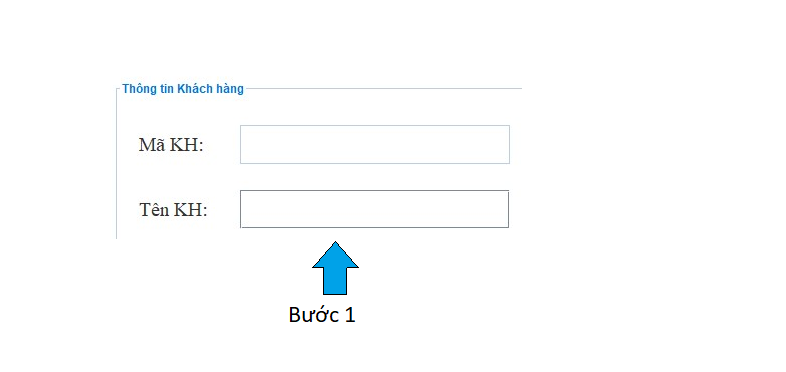 Thông tin Khách hàng
Mã KH:
Tên KH:
Bước 1